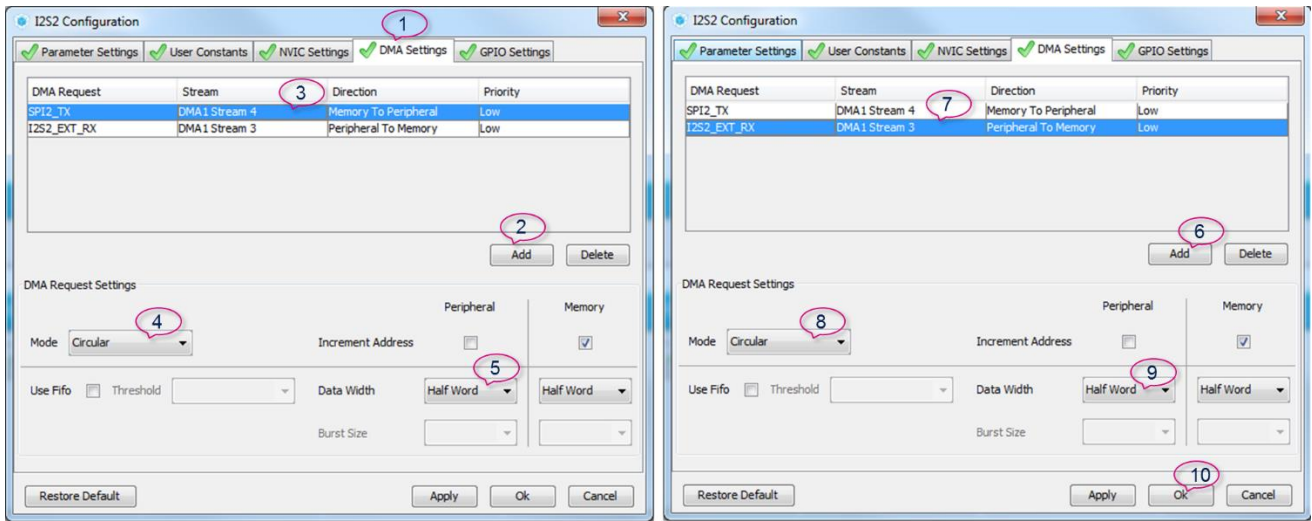 I2S2 Configuration
1
Parameter Settings User Constants NVIC Settings DMA Settings GPIO Settings
DMA Request Stream Direction Priority
3
SPI2_TX DMA1 Stream 4 Memory To Peripheral Low
I2S2_EXT_RX DMA1 Stream 3 Peripheral To Memory Low
2
Add Delete
DMA Request Settings
Peripheral Memory
4
Mode Circular Increment Address
5
Use Fifo Threshold Data Width Half Word Half Word
Burst Size
Restore Default Apply Ok Cancel
I2S2 Configuration
Parameter Settings User Constants NVIC Settings DMA Settings GPIO Settings
DMA Request Stream Direction Priority
7
SPI2_TX DMA1 Stream 4 Memory To Peripheral Low
I2S2_EXT_RX DMA1 Stream 3 Peripheral To Memory Low
6
Add Delete
DMA Request Settings
Peripheral Memory
8
Mode Circular Increment Address
9
Use Fifo Threshold Data Width Half Word Half Word
Burst Size
10
Restore Default Apply Ok Cancel